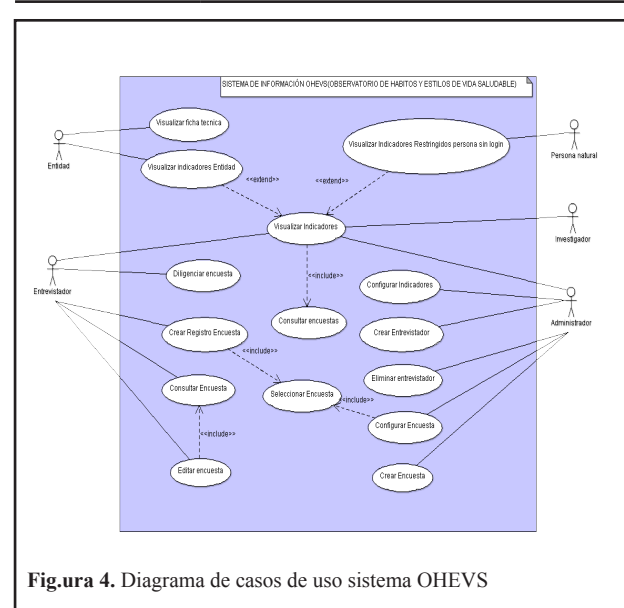 SISTEMA DE INFORMACIÓN OHEVS(OBSERVATORIO DE HABITOS Y ESTILOS DE VIDA SALUDABLE)
Visualizar ficha tecnica
Entidad
Visualizar indicadores Entidad
Visualizar Indicadores Restringidos persona sin login
Persona natural
<<extend>>
<<extend>>
Visualizar Indicadores
Investigador
Entrevistador
Diligenciar encuesta
<<include>>
Configurar Indicadores
Administrador
Crear Registro Encuesta
Consultar encuestas
Crear Entrevistador
<<include>>
Consultar Encuesta
Seleccionar Encuesta
Eliminar entrevistador
<<include>>
Configurar Encuesta
<<include>>
Editar encuesta
Crear Encuesta
Fig.ura 4. Diagrama de casos de uso sistema OHEVS